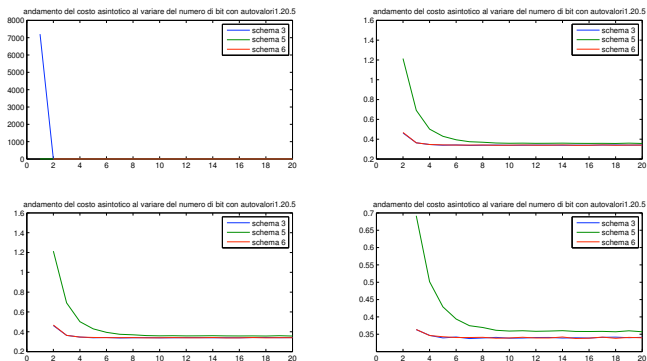 andamento del costo asintotico al variare del numero di bit con autovalori1.20.5
8000
7000
6000
5000
4000
3000
2000
1000
0
0 2 4 6 8 10 12 14 16 18 20
schema 3
schema 5
schema 6
andamento del costo asintotico al variare del numero di bit con autovalori1.20.5
1.6
1.4
1.2
1
0.8
0.6
0.4
0.2
0 2 4 6 8 10 12 14 16 18 20
schema 3
schema 5
schema 6
andamento del costo asintotico al variare del numero di bit con autovalori1.20.5
1.6
1.4
1.2
1
0.8
0.6
0.4
0.2
0 2 4 6 8 10 12 14 16 18 20
schema 3
schema 5
schema 6
andamento del costo asintotico al variare del numero di bit con autovalori1.20.5
0.7
0.65
0.6
0.55
0.5
0.45
0.4
0.35
0 2 4 6 8 10 12 14 16 18 20
schema 3
schema 5
schema 6